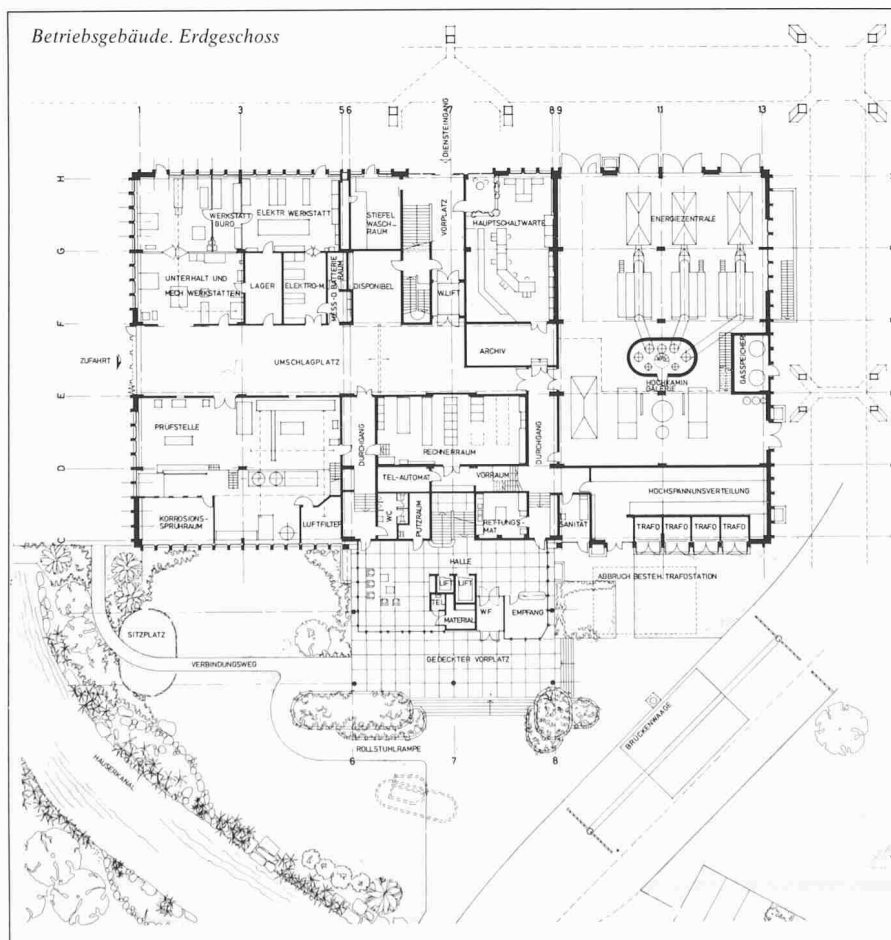 Betriebsgebäude. Erdgeschoss
DIENSTEINGANG
1
3
5 6
7
8 9
11
13
H
WERKSTATT
BÜRO
ELEKTR WERKSTATT
STIEFEL
WASCH-
RAUM
VORPLATZ
HAUPTSCHALTWARTE
ENERGIEZENTRALE
G
UNTERHALT UND
MECH WERKSTÄTTEN
LAGER
ELEKTRO-M.
MESS-O. BATTERIE
RAUM
DISPONIBEL
W.LIFT
F
ZUFAHRT
UMSCHLAGPLATZ
ARCHIV
HOCHKAMIN
GALERIE
GASSPEICHER
E
PRÜFSTELLE
DURCHGANG
RECHNERRAUM
DURCHGANG
D
TEL-AUTOMAT
VORRAUM
HOCHSPANNUNSVERTEILUNG
KORROSIONS-
SPRÜHRAUM
LUFTFILTER
WC
PUTZRAUM
RETTUNGS-
MAT
SANITÄT
TRAFO
TRAFO
TRAFO
TRAFO
C
HALLE
ABBRUCH BESTEH. TRAFOSTATION
LIFT
LIFT
TEL
MATERIAL
W.F.
EMPFANG
SITZPLATZ
VERBINDUNGSWEG
GEDECKTER VORPLATZ
ROLLSTUHLRAMPE
6
7
8
BRÜCKENWAAGE
HAUSERKANAL